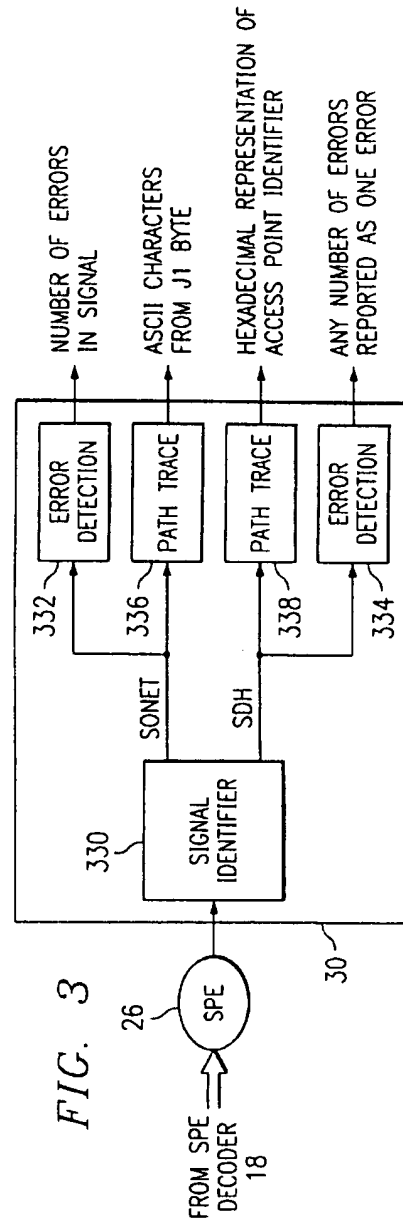 FIG. 3
FROM SPE
DECODER
18
26
SPE
30
330
SIGNAL
IDENTIFIER
SONET
SDH
332
ERROR
DETECTION
336
PATH TRACE
338
PATH TRACE
334
ERROR
DETECTION
NUMBER OF ERRORS
IN SIGNAL
ASCII CHARACTERS
FROM J1 BYTE
HEXADECIMAL REPRESENTATION OF
ACCESS POINT IDENTIFIER
ANY NUMBER OF ERRORS
REPORTED AS ONE ERROR